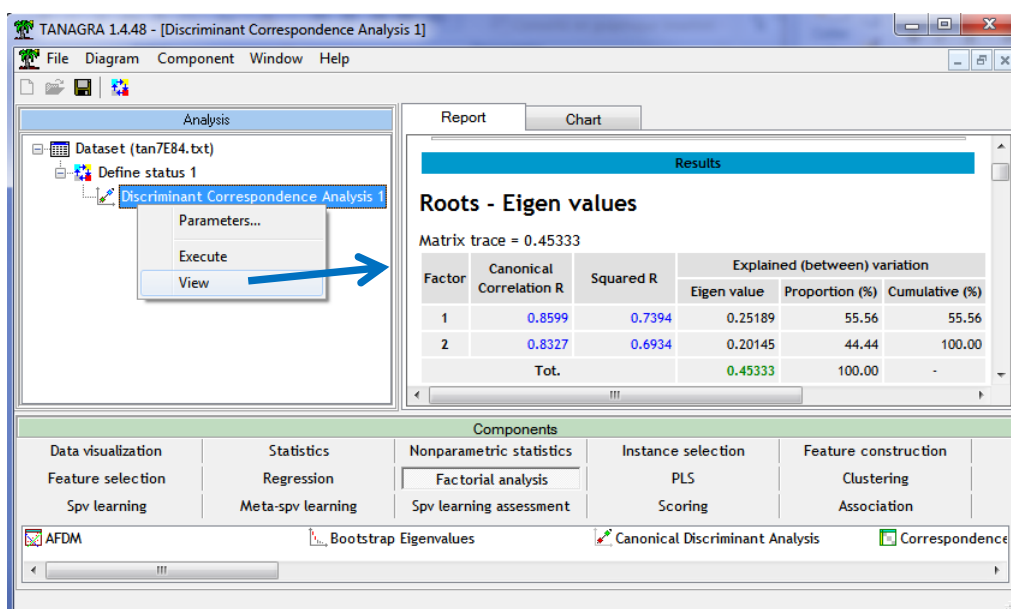 TANAGRA 1.4.48 - [Discriminant Correspondence Analysis 1]
File Diagram Component Window Help
Analysis
Dataset (tan7E84.txt)
Define status 1
Discriminant Correspondence Analysis 1
Parameters...
Execute
View
Report Chart
Results
Roots - Eigen values
Matrix trace = 0.45333
Factor Canonical Correlation R Squared R Explained (between) variation
Eigen value Proportion (%) Cumulative (%)
1 0.8599 0.7394 0.25189 55.56 55.56
2 0.8327 0.6934 0.20145 44.44 100.00
Tot. 0.45333 100.00 -
Components
Data visualization Statistics Nonparametric statistics Instance selection Feature construction
Feature selection Regression Factorial analysis PLS Clustering
Spv learning Meta-spv learning Spv learning assessment Scoring Association
AFDM Bootstrap Eigenvalues Canonical Discriminant Analysis Correspondence